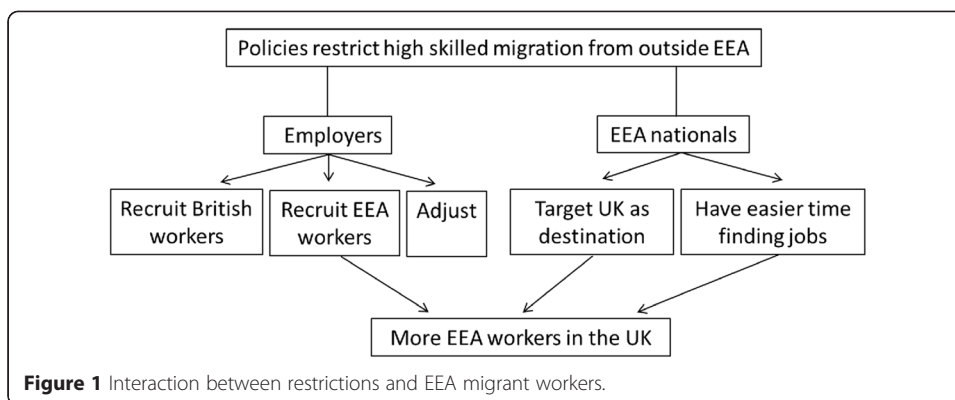 Policies restrict high skilled migration from outside EEA
Employers
EEA nationals
Recruit British
workers
Recruit EEA
workers
Adjust
Target UK as
destination
Have easier time
finding jobs
More EEA workers in the UK
Figure 1 Interaction between restrictions and EEA migrant workers.